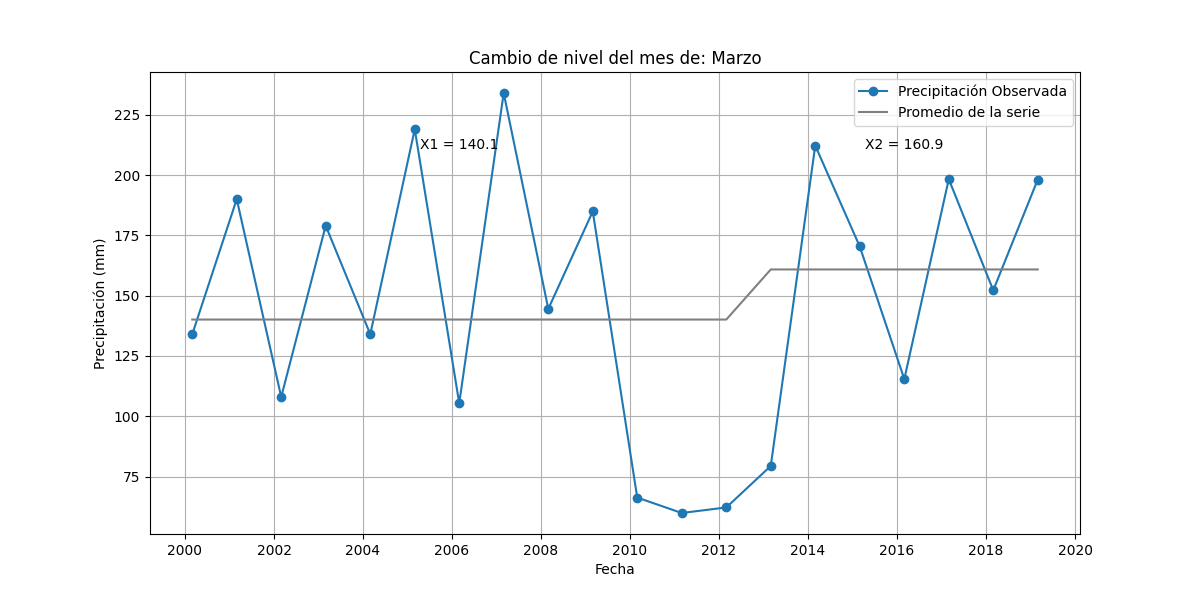 Cambio de nivel del mes de: Marzo
Precipitación Observada
Promedio de la serie
X1 = 140.1
X2 = 160.9
Precipitación (mm)
225
200
175
150
125
100
75
2000 2002 2004 2006 2008 2010 2012 2014 2016 2018 2020
Fecha